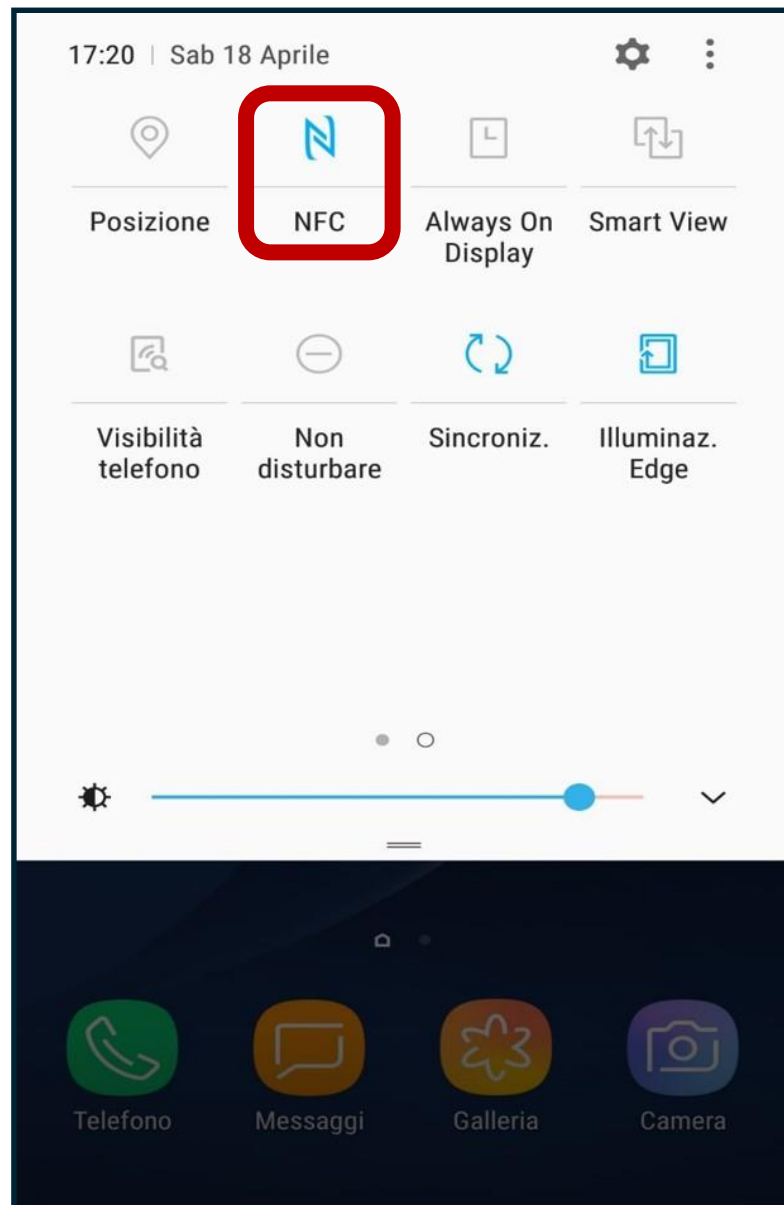 17:20 | Sab 18 Aprile
Posizione NFC Always On Display Smart View
Visibilità telefono Non disturbare Sincroniz. Illuminaz. Edge
Telefono Messaggi Galleria Camera